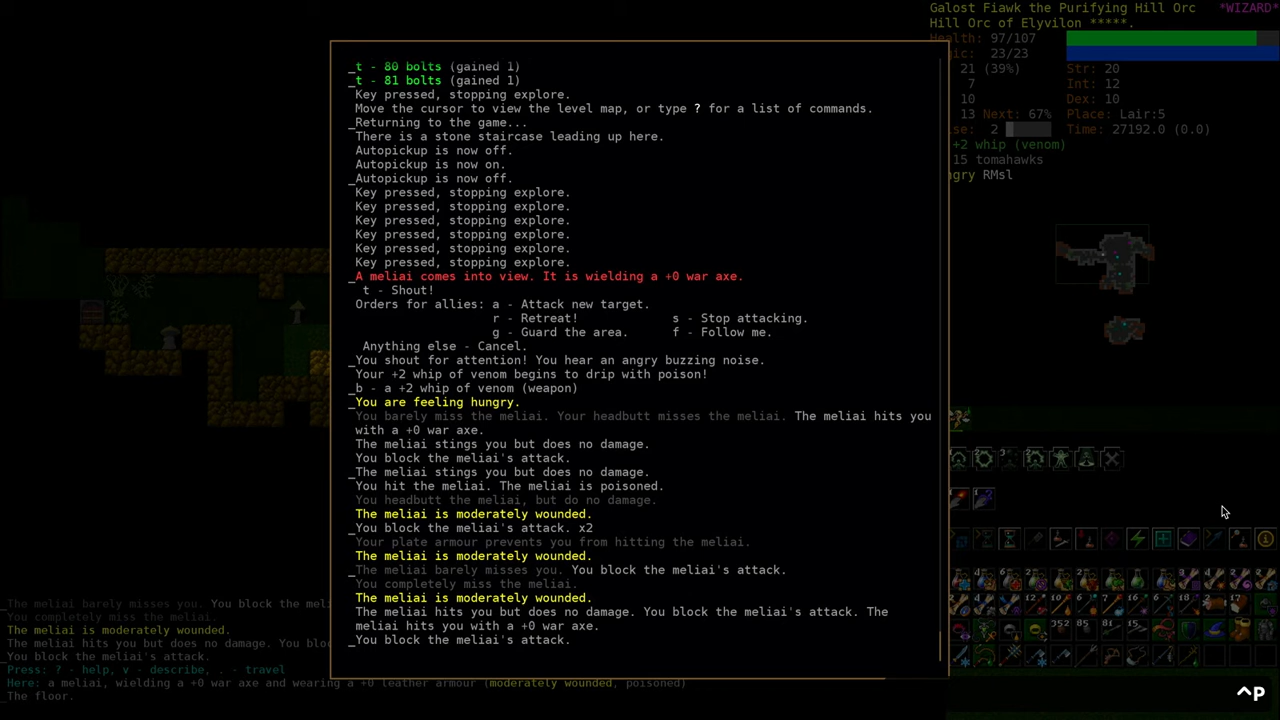 Galost Fiawk the Purifying Hill Orc *WIZARD*
Hill Orc of Elyvilon *****.
Health: 97/107
gic: 23/23
21 (39%) Str: 20
7 Int: 12
10 Dex: 10
13 Next: 67% Place: Lair:5
ise: 2 Time: 27192.0 (0.0)
+2 whip (venom)
15 tomahawks
ngry RMsl
_t - 80 bolts (gained 1)
_t - 81 bolts (gained 1)
Key pressed, stopping explore.
Move the cursor to view the level map, or type ? for a list of commands.
_Returning to the game...
_There is a stone staircase leading up here.
Autopickup is now off.
_Autopickup is now on.
_Autopickup is now off.
Key pressed, stopping explore.
Key pressed, stopping explore.
Key pressed, stopping explore.
Key pressed, stopping explore.
Key pressed, stopping explore.
Key pressed, stopping explore.
_A meliai comes into view. It is wielding a +0 war axe.
t - Shout!
Orders for allies: a - Attack new target.
r - Retreat! s - Stop attacking.
g - Guard the area. f - Follow me.
Anything else - Cancel.
_You shout for attention! You hear an angry buzzing noise.
Your +2 whip of venom begins to drip with poison!
_b - a +2 whip of venom (weapon)
_You are feeling hungry.
You barely miss the meliai. Your headbutt misses the meliai. The meliai hits you
with a +0 war axe.
The meliai stings you but does no damage.
You block the meliai's attack.
_The meliai stings you but does no damage.
You hit the meliai. The meliai is poisoned.
You headbutt the meliai, but do no damage.
The meliai is moderately wounded.
_You block the meliai's attack. x2
Your plate armour prevents you from hitting the meliai.
The meliai is moderately wounded.
_The meliai barely misses you. You block the meliai's attack.
You completely miss the meliai.
The meliai is moderately wounded.
The meliai hits you but does no damage. You block the meliai's attack. The
meliai hits you with a +0 war axe.
_You block the meliai's attack.
_The meliai barely misses you. You block the meli
You completely miss the meliai.
The meliai is moderately wounded.
The meliai hits you but does no damage. You blo
_You block the meliai's attack.
Press: ? - help, v - describe, . - travel
Here: a meliai, wielding a +0 war axe and wearing a +0 leather armour (moderately wounded, poisoned)
_The floor.
^P